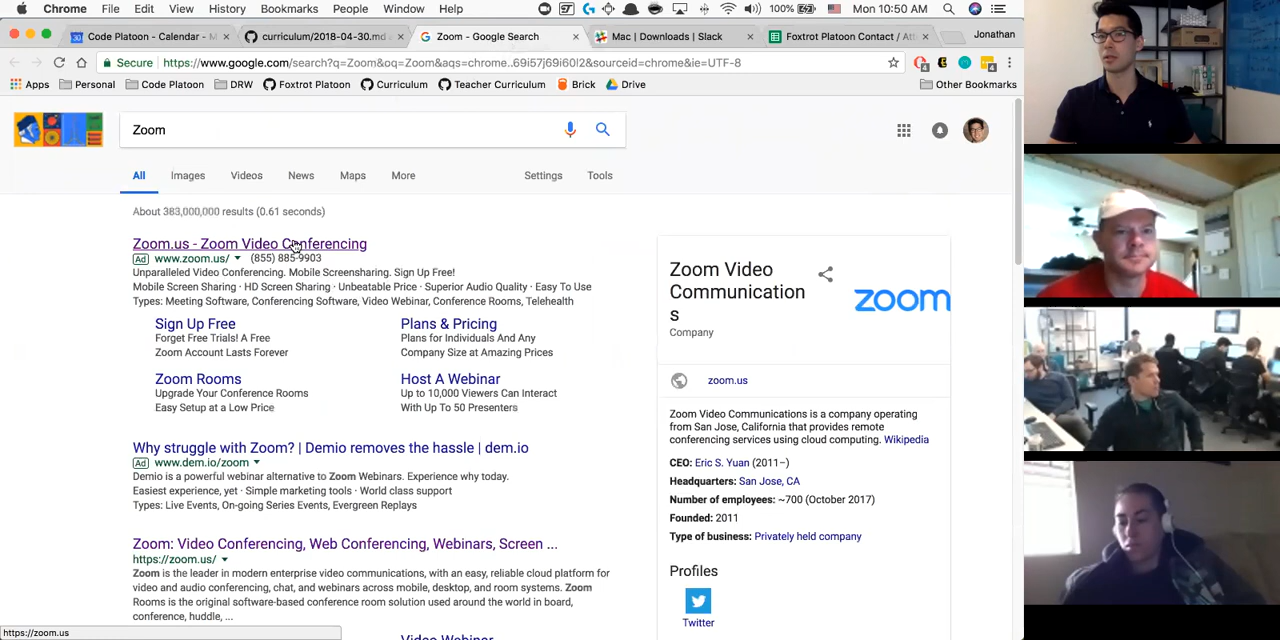 Chrome File Edit View History Bookmarks People Window Help 100% Mon 10:50 AM
Code Platoon - Calendar - M
curriculum/2018-04-30.md a
Zoom - Google Search
Mac | Downloads | Slack
Foxtrot Platoon Contact / Att
Jonathan
Secure https://www.google.com/search?q=Zoom&oq=Zoom&aqs=chrome..69i57j69i60l2&sourceid=chrome&ie=UTF-8
Apps Personal Code Platoon DRW Foxtrot Platoon Curriculum Teacher Curriculum Brick Drive Other Bookmarks
Zoom
All Images Videos News Maps More Settings Tools
About 383,000,000 results (0.61 seconds)
Zoom.us - Zoom Video Conferencing
Ad www.zoom.us/ (855) 885-9903
Unparalleled Video Conferencing. Mobile Screensharing. Sign Up Free!
Mobile Screen Sharing · HD Screen Sharing · Unbeatable Price · Superior Audio Quality · Easy To Use
Types: Meeting Software, Conferencing Software, Video Webinar, Conference Rooms, Telehealth
Sign Up Free
Forget Free Trials! A Free
Zoom Account Lasts Forever
Plans & Pricing
Plans for Individuals And Any
Company Size at Amazing Prices
Zoom Rooms
Upgrade Your Conference Rooms
Easy Setup at a Low Price
Host A Webinar
Up to 10,000 Viewers Can Interact
With Up To 50 Presenters
Why struggle with Zoom? | Demio removes the hassle | dem.io
Ad www.dem.io/zoom
Demio is a powerful webinar alternative to Zoom Webinars. Experience why today.
Easiest experience, yet · Simple marketing tools · World class support
Types: Live Events, On-going Series Events, Evergreen Replays
Zoom: Video Conferencing, Web Conferencing, Webinars, Screen ...
https://zoom.us/
Zoom is the leader in modern enterprise video communications, with an easy, reliable cloud platform for
video and audio conferencing, chat, and webinars across mobile, desktop, and room systems. Zoom
Rooms is the original software-based conference room solution used around the world in board,
conference, huddle, ...
Video Webinar
https://zoom.us
Zoom Video
Communication
s
Company
zoom
zoom.us
Zoom Video Communications is a company operating
from San Jose, California that provides remote
conferencing services using cloud computing. Wikipedia
CEO: Eric S. Yuan (2011–)
Headquarters: San Jose, CA
Number of employees: ~700 (October 2017)
Founded: 2011
Type of business: Privately held company
Profiles
Twitter